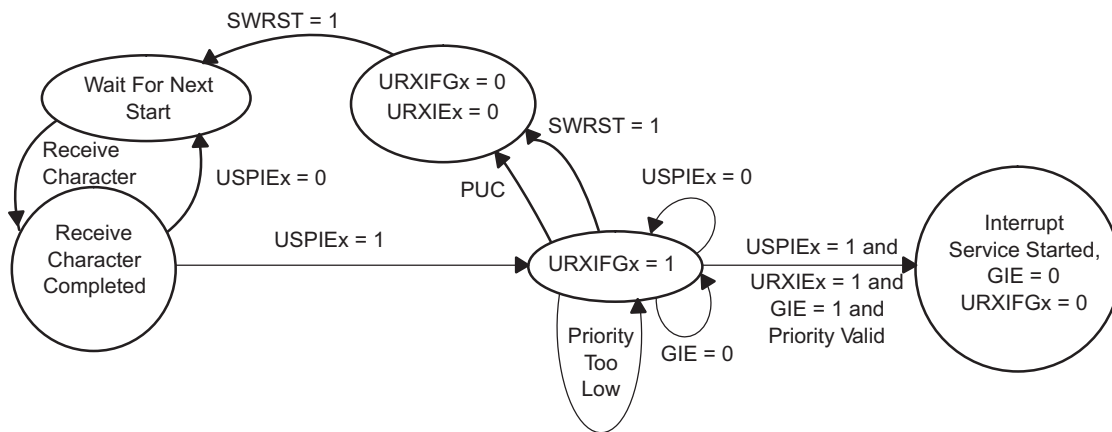 SWRST = 1
Wait For Next
Start
URXIFGx = 0
URXIEx = 0
SWRST = 1
Receive
Character
USPIEx = 0
PUC
USPIEx = 0
Receive
Character
Completed
USPIEx = 1
URXIFGx = 1
USPIEx = 1 and
URXIEx = 1 and
GIE = 1 and
Priority Valid
Interrupt
Service Started,
GIE = 0
URXIFGx = 0
Priority
Too
Low
GIE = 0